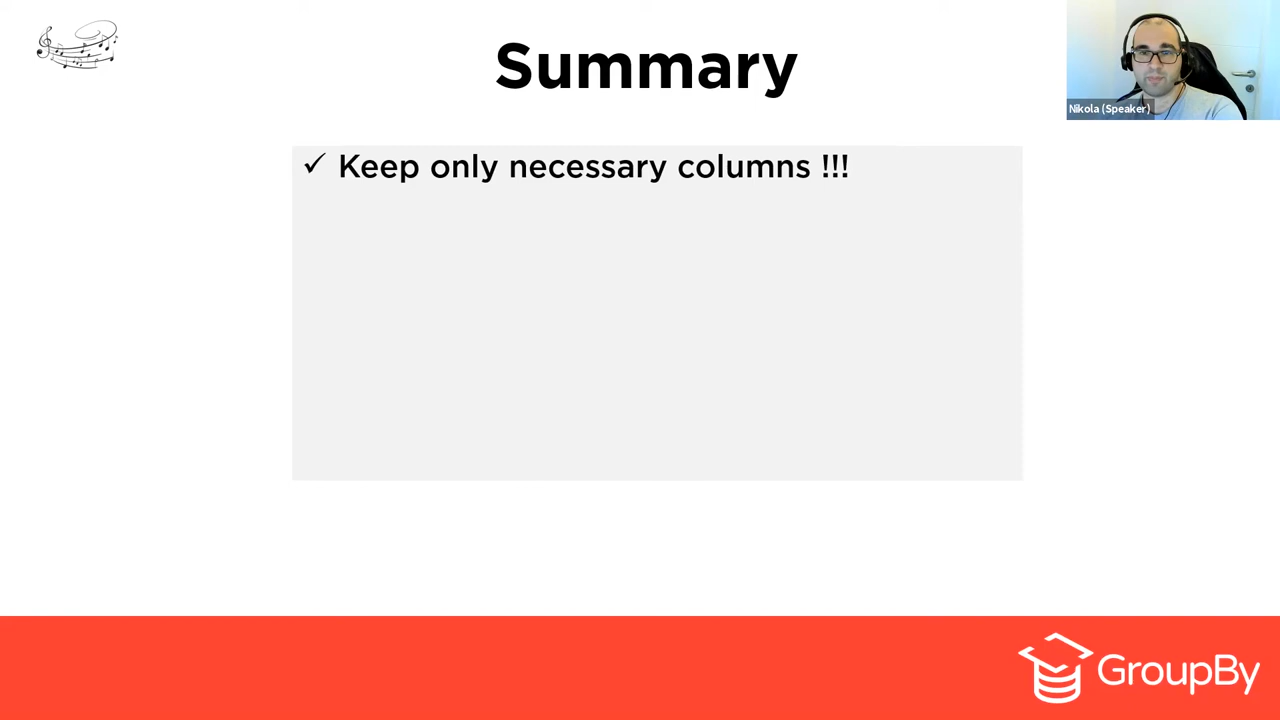 Summary
Nikola (Speaker)
✓ Keep only necessary columns !!!
GroupBy